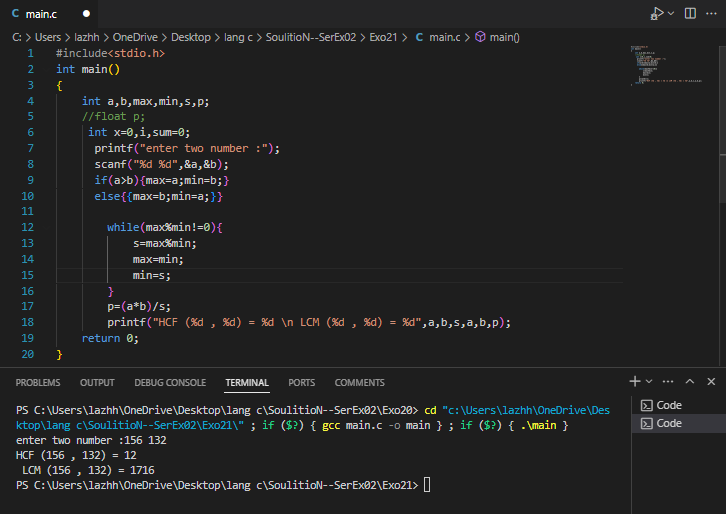 main.c
C: > Users > lazhh > OneDrive > Desktop > lang c > SoulitioN--SerEx02 > Exo21 > C main.c > main()
1 #include<stdio.h>
2 int main()
3 {
4 int a,b,max,min,s,p;
5 //float p;
6 int x=0,i,sum=0;
7 printf("enter two number :");
8 scanf("%d %d",&a,&b);
9 if(a>b){max=a;min=b;}
10 else{{max=b;min=a;}}
11
12 while(max%min!=0){
13 s=max%min;
14 max=min;
15 min=s;
16 }
17 p=(a*b)/s;
18 printf("HCF (%d , %d) = %d \n LCM (%d , %d) = %d",a,b,s,a,b,p);
19 return 0;
20 }
PROBLEMS OUTPUT DEBUG CONSOLE TERMINAL PORTS COMMENTS
PS C:\Users\lazhh\OneDrive\Desktop\lang c\SoulitioN--SerEx02\Exo20> cd "c:\Users\lazhh\OneDrive\Des
ktop\lang c\SoulitioN--SerEx02\Exo21\" ; if ($?) { gcc main.c -o main } ; if ($?) { .\main }
enter two number :156 132
HCF (156 , 132) = 12
LCM (156 , 132) = 1716
PS C:\Users\lazhh\OneDrive\Desktop\lang c\SoulitioN--SerEx02\Exo21>
Code
Code